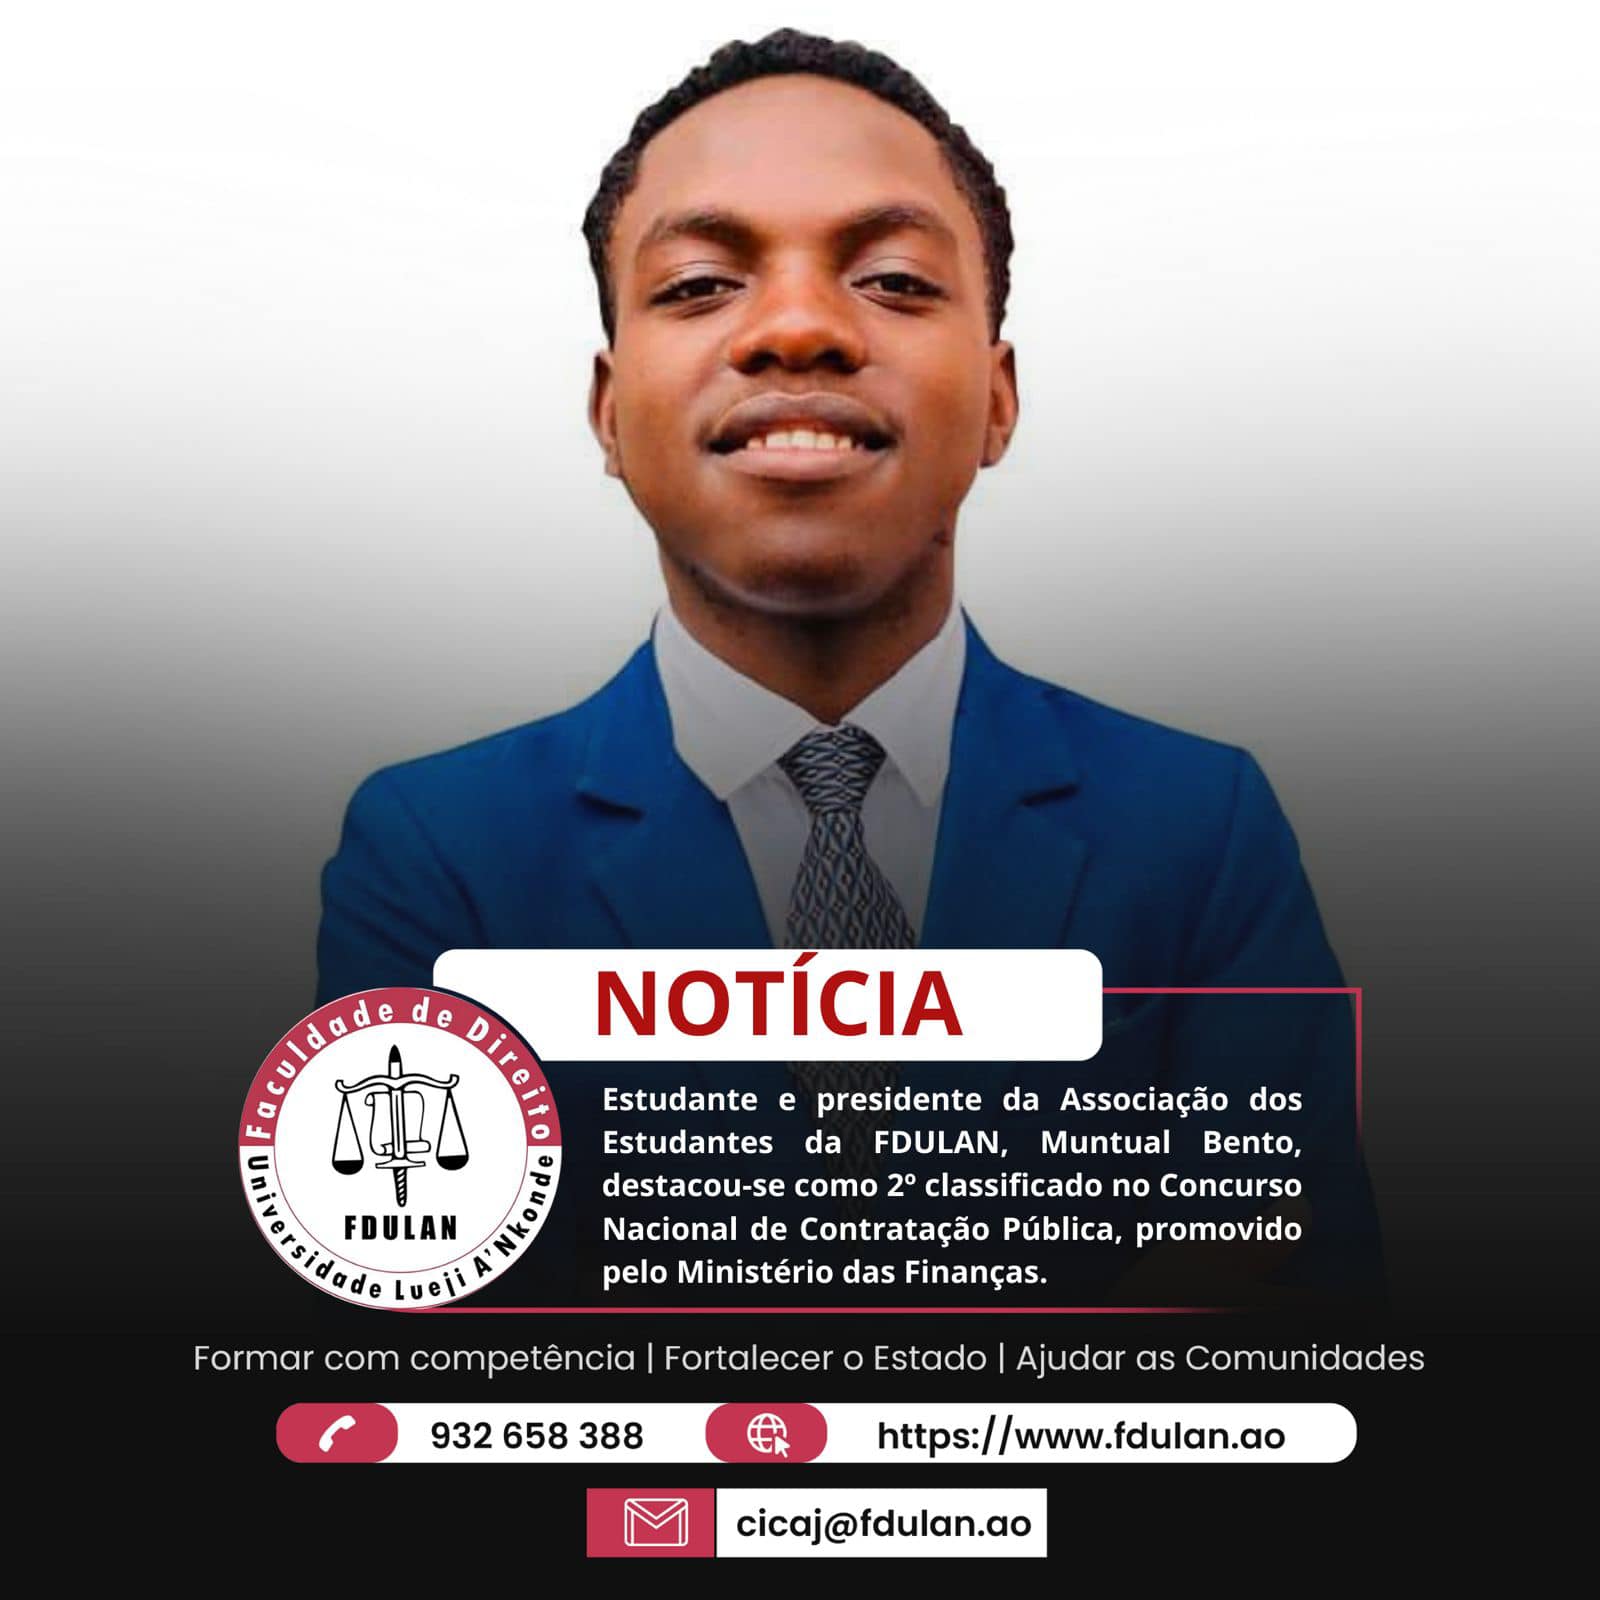 NOTÍCIA
Faculdade de Direito
FDULAN
Universidade Lueji A'Nkonde
Estudante e presidente da Associação dos
Estudantes da FDULAN, Muntual Bento,
destacou-se como 2º classificado no Concurso
Nacional de Contratação Pública, promovido
pelo Ministério das Finanças.
Formar com competência | Fortalecer o Estado | Ajudar as Comunidades
932 658 388
https://www.fdulan.ao
cicaj@fdulan.ao